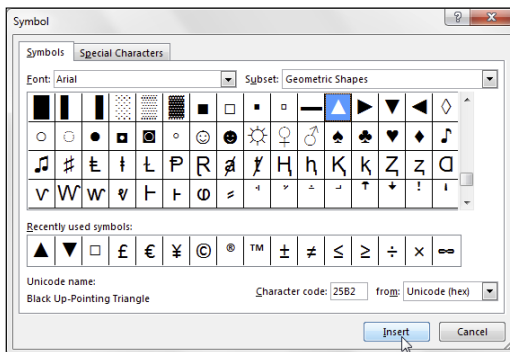 Symbol
Symbols Special Characters
Font: Arial Subset: Geometric Shapes
█ ▌ ▐ ░ ▒ ▓ ■ □ ▪ ▫ ▬ ▲ ► ▼ ◄ ◊
○ ◌ ● ◘ ◙ ◦ ☺ ☻ ☼ ♀ ♂ ♠ ♣ ♥ ♦ ♪
♫ ♯ Ⱡ ⱡ Ɫ Ᵽ Ɽ ⱥ ⱦ Ⱨ ⱨ Ⱪ ⱪ Ⱬ ⱬ Ɑ
Recently used symbols:
▲ ▼ □ £ € ¥ © ® ™ ± ≠ ≤ ≥ ÷ × ∞
Unicode name:
Black Up-Pointing Triangle
Character code: 25B2 from: Unicode (hex)
Insert Cancel